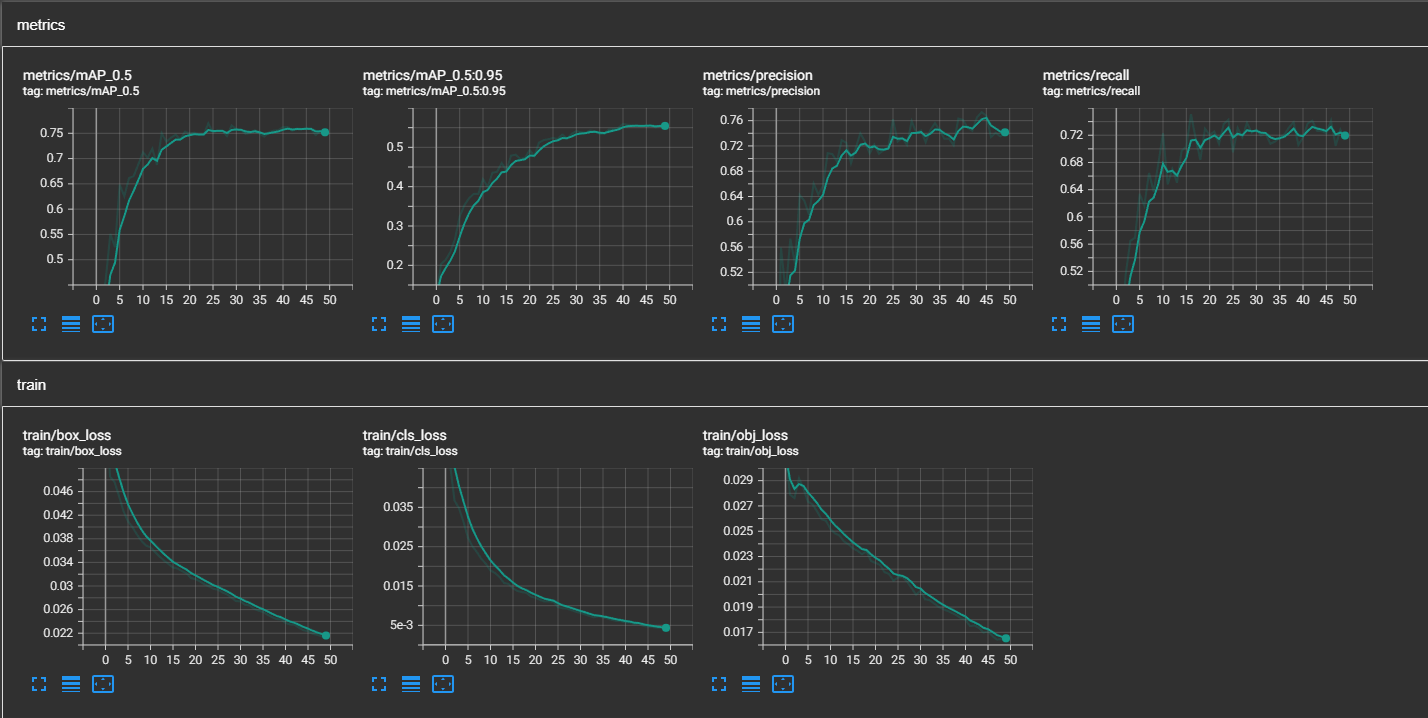 metrics
metrics/mAP_0.5
tag: metrics/mAP_0.5
0.75
0.7
0.65
0.6
0.55
0.5
0 5 10 15 20 25 30 35 40 45 50
metrics/mAP_0.5:0.95
tag: metrics/mAP_0.5:0.95
0.5
0.4
0.3
0.2
0 5 10 15 20 25 30 35 40 45 50
metrics/precision
tag: metrics/precision
0.76
0.72
0.68
0.64
0.6
0.56
0.52
0 5 10 15 20 25 30 35 40 45 50
metrics/recall
tag: metrics/recall
0.72
0.68
0.64
0.6
0.56
0.52
0 5 10 15 20 25 30 35 40 45 50
train
train/box_loss
tag: train/box_loss
0.046
0.042
0.038
0.034
0.03
0.026
0.022
0 5 10 15 20 25 30 35 40 45 50
train/cls_loss
tag: train/cls_loss
0.035
0.025
0.015
5e-3
0 5 10 15 20 25 30 35 40 45 50
train/obj_loss
tag: train/obj_loss
0.029
0.027
0.025
0.023
0.021
0.019
0.017
0 5 10 15 20 25 30 35 40 45 50